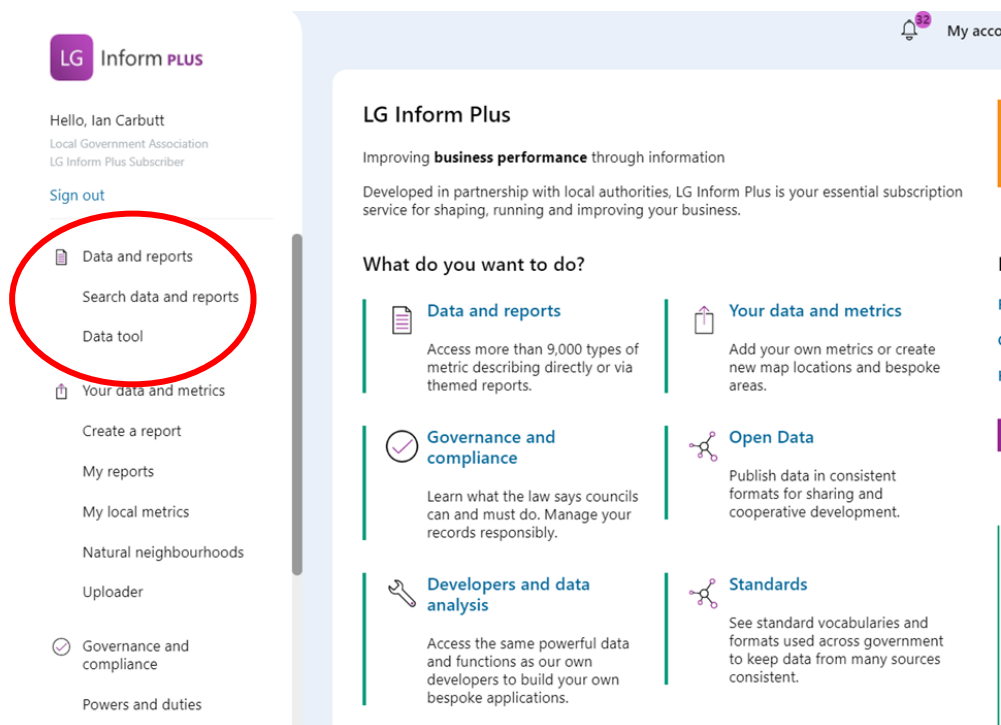 32
My acco
LG Inform PLUS
Hello, Ian Carbutt
Local Government Association
LG Inform Plus Subscriber
Sign out
Data and reports
Search data and reports
Data tool
Your data and metrics
Create a report
My reports
My local metrics
Natural neighbourhoods
Uploader
Governance and
compliance
Powers and duties
LG Inform Plus
Improving business performance through information
Developed in partnership with local authorities, LG Inform Plus is your essential subscription
service for shaping, running and improving your business.
What do you want to do?
Data and reports
Access more than 9,000 types of
metric describing directly or via
themed reports.
Your data and metrics
Add your own metrics or create
new map locations and bespoke
areas.
Governance and
compliance
Learn what the law says councils
can and must do. Manage your
records responsibly.
Open Data
Publish data in consistent
formats for sharing and
cooperative development.
Developers and data
analysis
Access the same powerful data
and functions as our own
developers to build your own
bespoke applications.
Standards
See standard vocabularies and
formats used across government
to keep data from many sources
consistent.